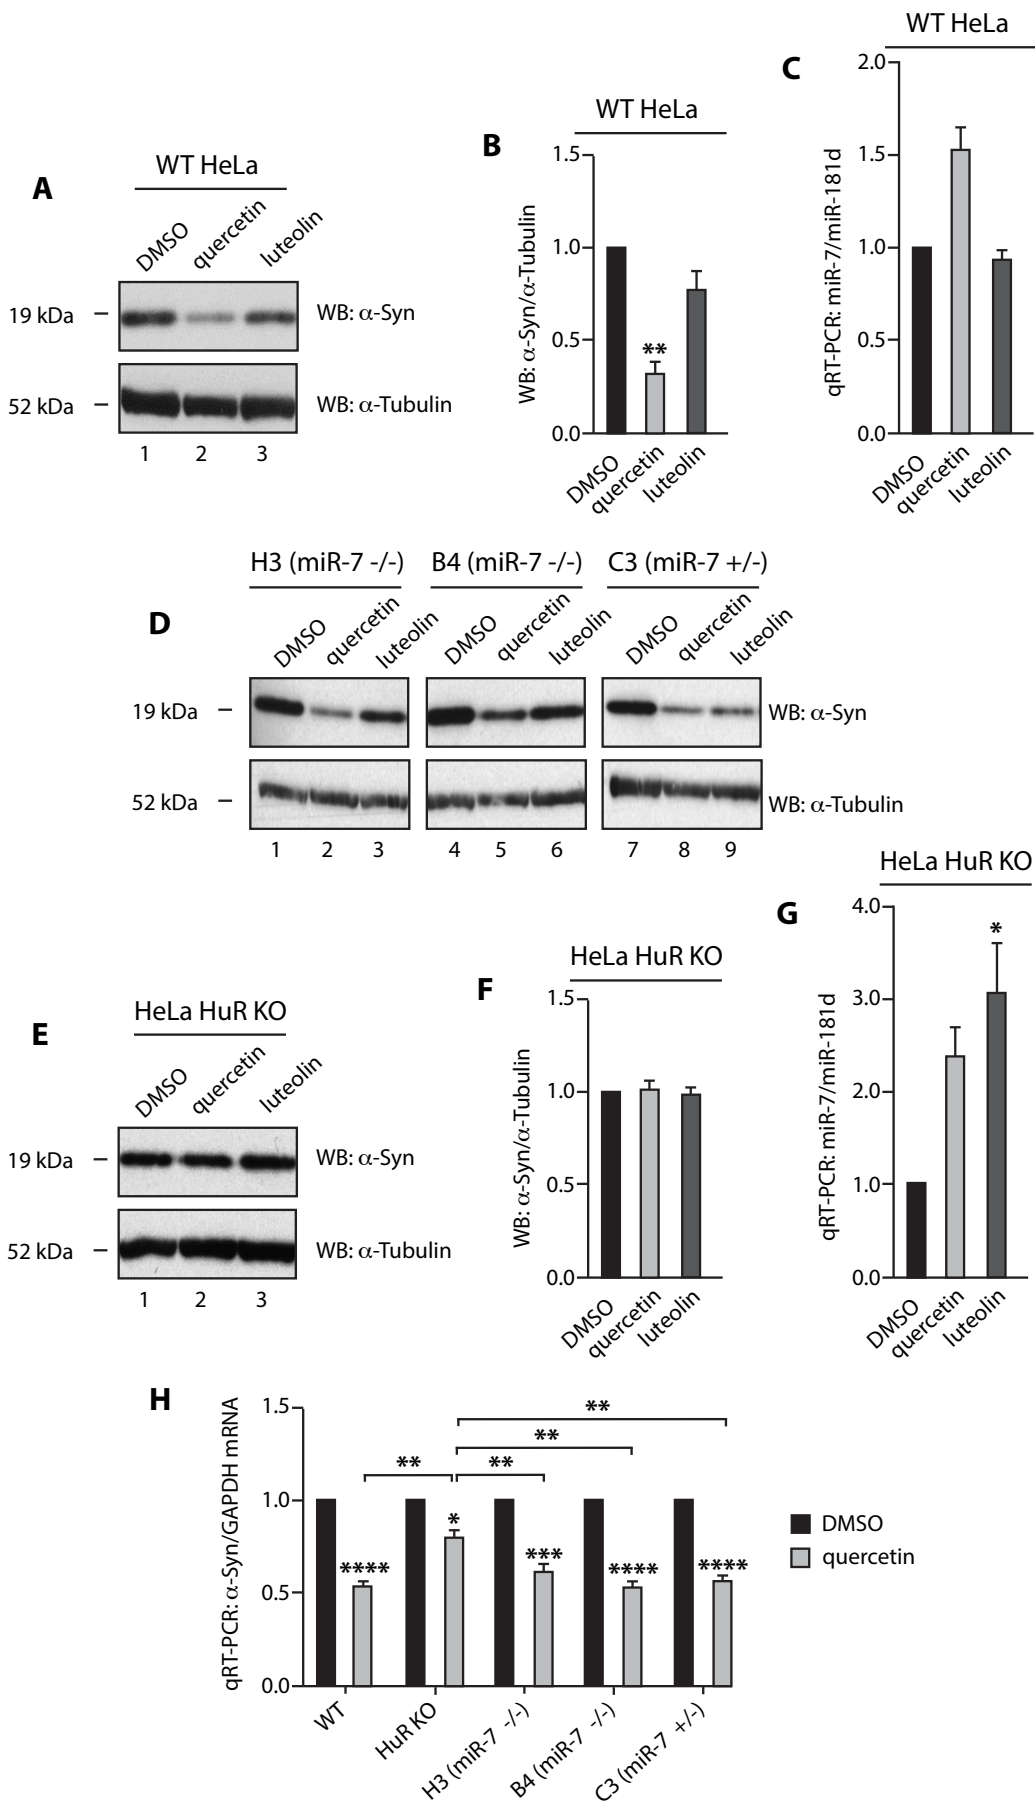 A
WT HeLa
DMSO
quercetin
luteolin
19 kDa
WB: α-Syn
52 kDa
WB: α-Tubulin
1 2 3
B
WT HeLa
WB: α-Syn/α-Tubulin
1.5
1.0
0.5
0.0
**
DMSO
quercetin
luteolin
C
WT HeLa
qRT-PCR: miR-7/miR-181d
2.0
1.5
1.0
0.5
0.0
DMSO
quercetin
luteolin
D
H3 (miR-7 -/-) B4 (miR-7 -/-) C3 (miR-7 +/-)
DMSO quercetin luteolin DMSO quercetin luteolin DMSO quercetin luteolin
19 kDa
WB: α-Syn
52 kDa
WB: α-Tubulin
1 2 3 4 5 6 7 8 9
E
HeLa HuR KO
DMSO
quercetin
luteolin
19 kDa
WB: α-Syn
52 kDa
WB: α-Tubulin
1 2 3
F
HeLa HuR KO
WB: α-Syn/α-Tubulin
1.5
1.0
0.5
0.0
DMSO
quercetin
luteolin
G
HeLa HuR KO
qRT-PCR: miR-7/miR-181d
4.0
3.0
2.0
1.0
0.0
*
DMSO
quercetin
luteolin
H
qRT-PCR: α-Syn/GAPDH mRNA
1.5
1.0
0.5
0.0
**
**
** **
**** * *** **** ****
WT
HuR KO
H3 (miR-7 -/-)
B4 (miR-7 -/-)
C3 (miR-7 +/-)
DMSO
quercetin